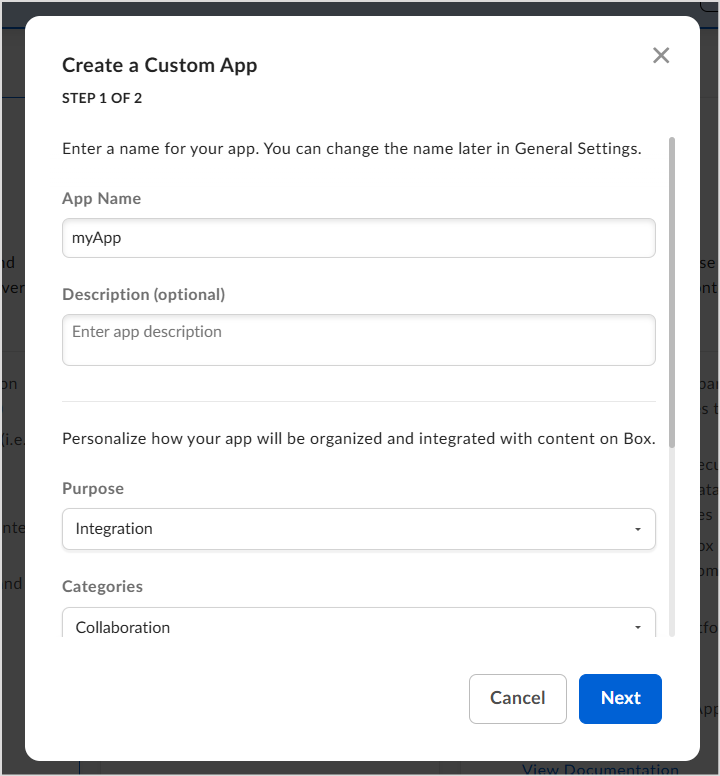 Create a Custom App
STEP 1 OF 2
Enter a name for your app. You can change the name later in General Settings.
App Name
myApp
Description (optional)
Enter app description
Personalize how your app will be organized and integrated with content on Box.
Purpose
Integration
Categories
Collaboration
Cancel
Next
View Documentation